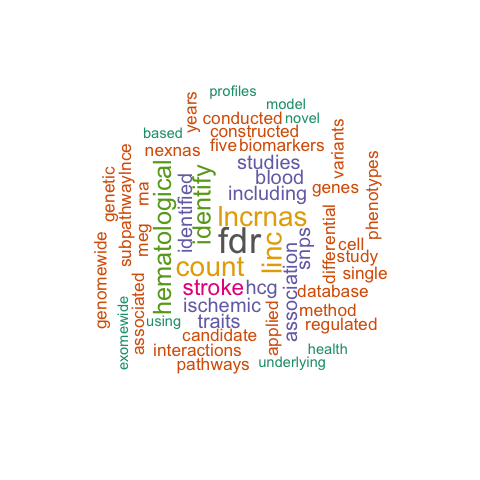 profiles
model
years
conducted
novel
based
constructed
variants
nexnas
five
biomarkers
phenotypes
subpathwaylnce
genetic
rna
hematological
identified
identify
studies
blood
including
genes
lncrnas
fdr
linc
snps
differential
cell
study
single
genomewide
meg
count
association
stroke
hcg
database
ischemic
method
associated
exomewide
using
traits
applied
regulated
candidate
interactions
health
pathways
underlying